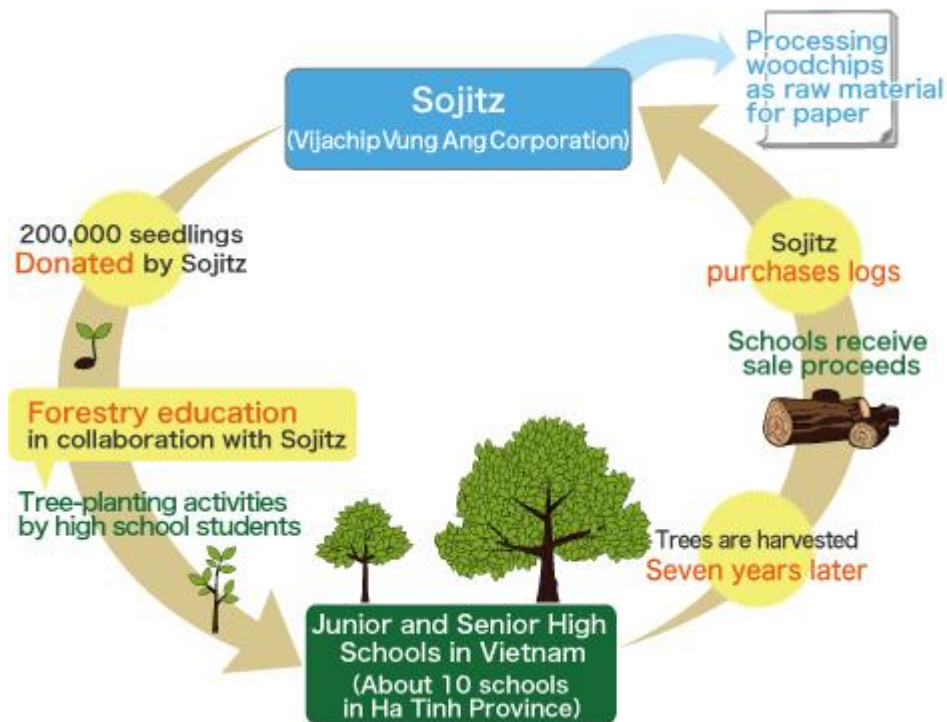 Processing
woodchips
as raw material
for paper
Sojitz
(Vijachip Vung Ang Corporation)
200,000 seedlings
Donated by Sojitz
Forestry education
in collaboration with Sojitz
Tree-planting activities
by high school students
Junior and Senior High
Schools in Vietnam
(About 10 schools
in Ha Tinh Province)
Trees are harvested
Seven years later
Schools receive
sale proceeds
Sojitz
purchases logs